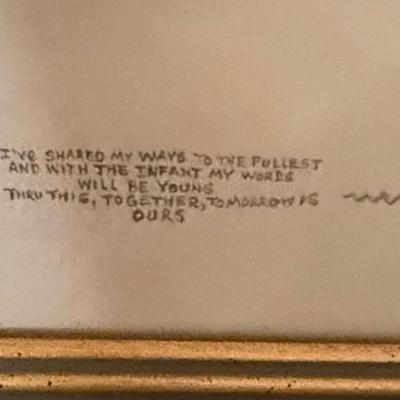 I'VE SHARED MY WAYS TO THE FULLEST
AND WITH THE INFANT MY WORDS
WILL BE YOUNG
THRU THIS, TOGETHER, TOMORROW IS
OURS